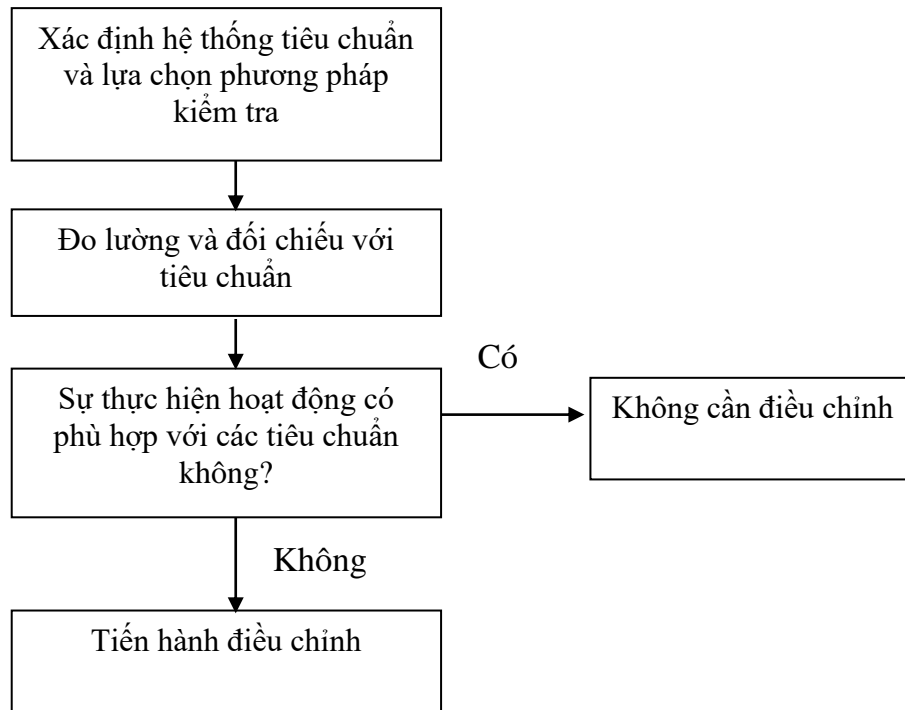 Xác định hệ thống tiêu chuẩn
và lựa chọn phương pháp
kiểm tra
Đo lường và đối chiếu với
tiêu chuẩn
Có
Sự thực hiện hoạt động có
phù hợp với các tiêu chuẩn
không?
Không cần điều chỉnh
Không
Tiến hành điều chỉnh